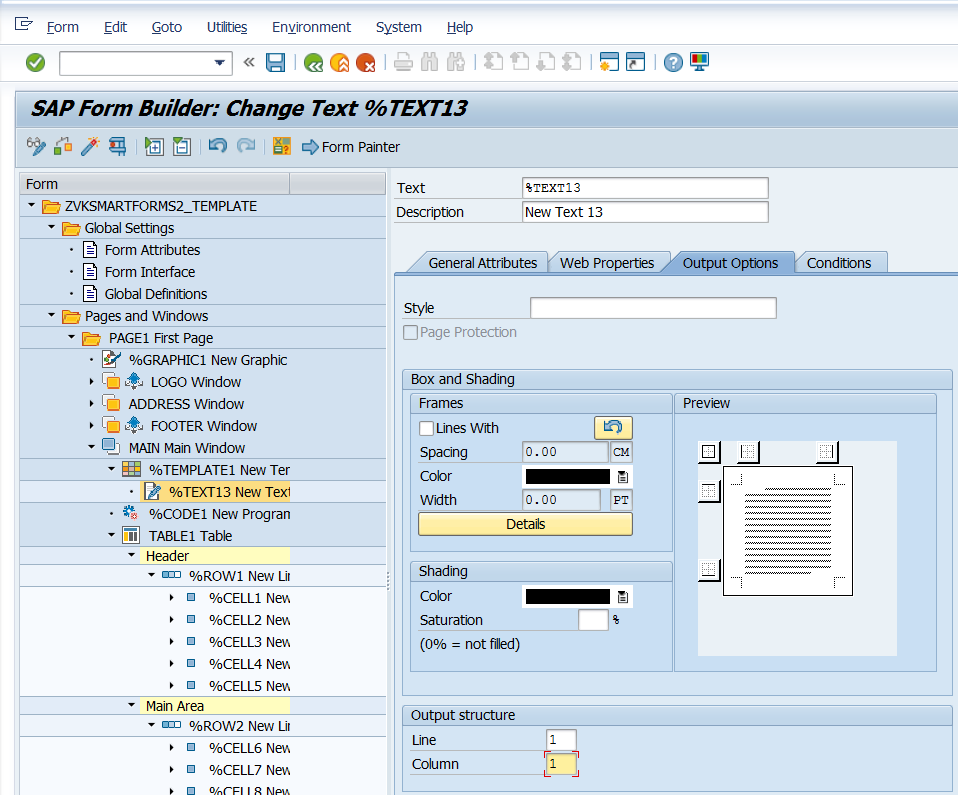 Form Edit Goto Utilities Environment System Help
SAP Form Builder: Change Text %TEXT13
Form Painter
Form
ZVKSMARTFORMS2_TEMPLATE
Global Settings
Form Attributes
Form Interface
Global Definitions
Pages and Windows
PAGE1 First Page
%GRAPHIC1 New Graphic
LOGO Window
ADDRESS Window
FOOTER Window
MAIN Main Window
%TEMPLATE1 New Ter
%TEXT13 New Text
%CODE1 New Program
TABLE1 Table
Header
%ROW1 New Lin
%CELL1 New
%CELL2 New
%CELL3 New
%CELL4 New
%CELL5 New
Main Area
%ROW2 New Lin
%CELL6 New
%CELL7 New
%CELL8 New
Text %TEXT13
Description New Text 13
General Attributes Web Properties Output Options Conditions
Style
Page Protection
Box and Shading
Frames
Lines With
Spacing 0.00 CM
Color
Width 0.00 PT
Details
Shading
Color
Saturation %
(0% = not filled)
Preview
Output structure
Line 1
Column 1